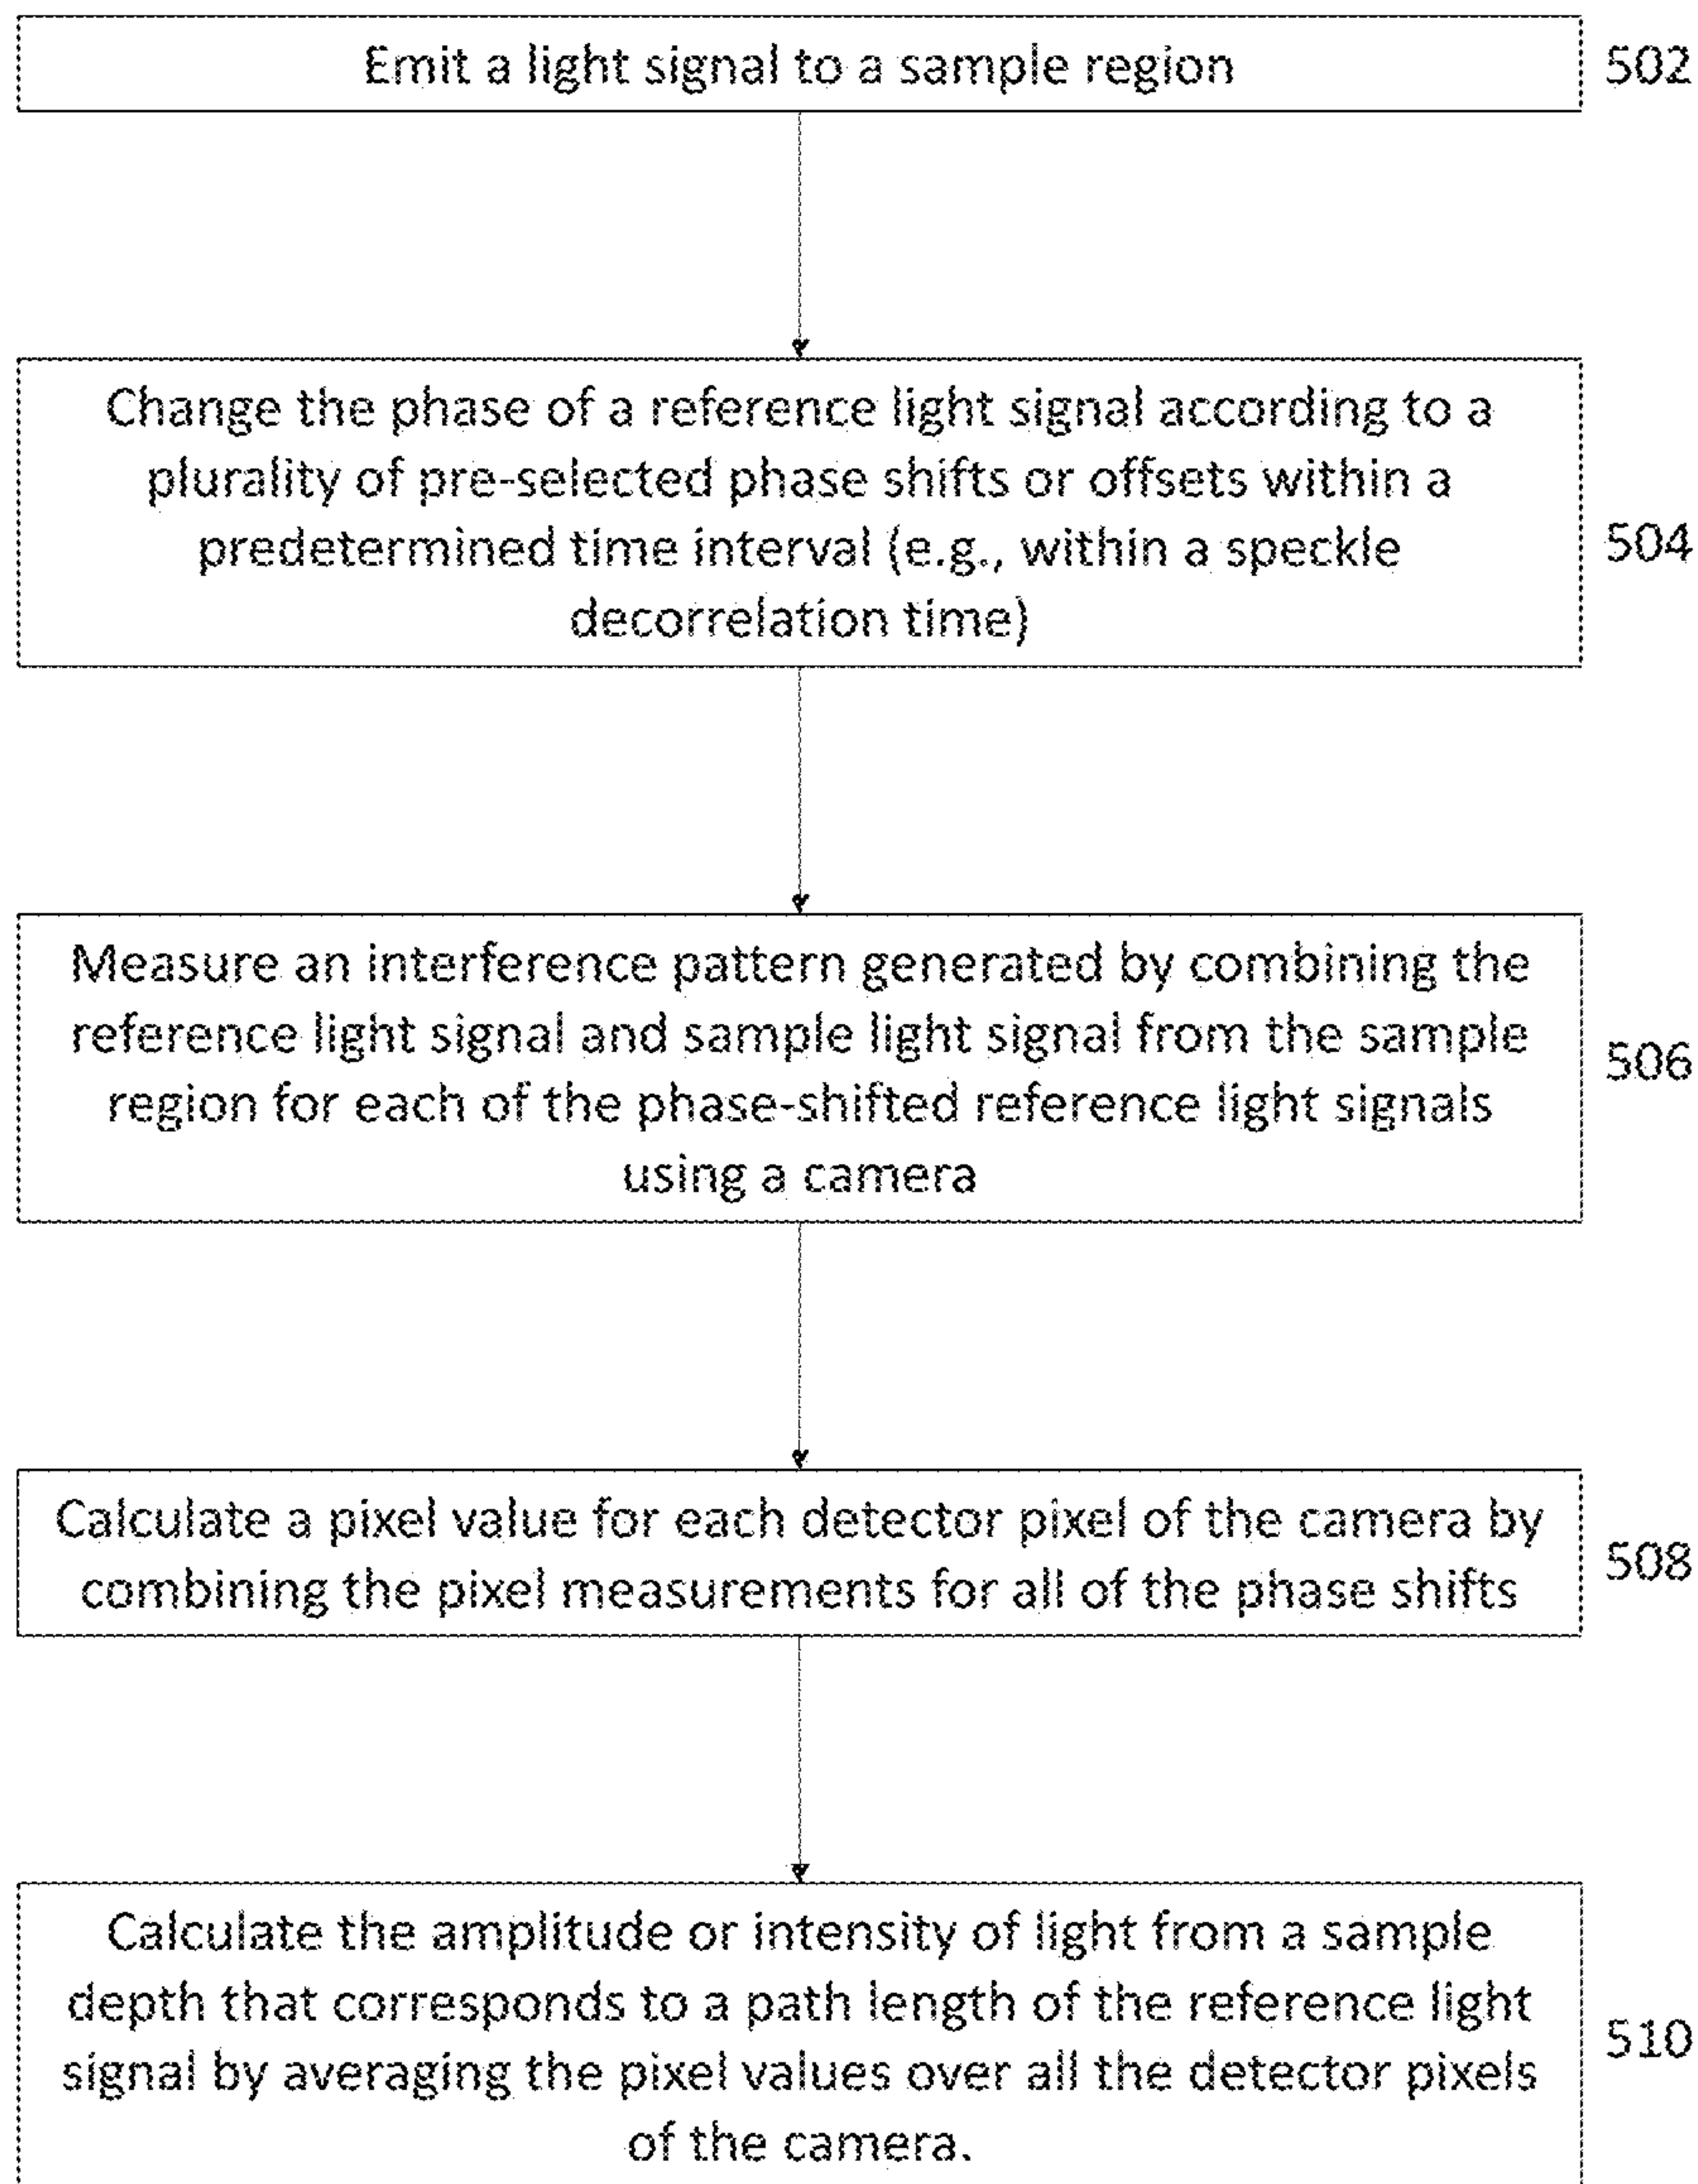 Emit a light signal to a sample region
502
Change the phase of a reference light signal according to a
plurality of pre-selected phase shifts or offsets within a
predetermined time interval (e.g., within a speckle
decorrelation time)
504
Measure an interference pattern generated by combining the
reference light signal and sample light signal from the sample
region for each of the phase-shifted reference light signals
using a camera
506
Calculate a pixel value for each detector pixel of the camera by
combining the pixel measurements for all of the phase shifts
508
Calculate the amplitude or intensity of light from a sample
depth that corresponds to a path length of the reference light
signal by averaging the pixel values over all the detector pixels
of the camera.
510